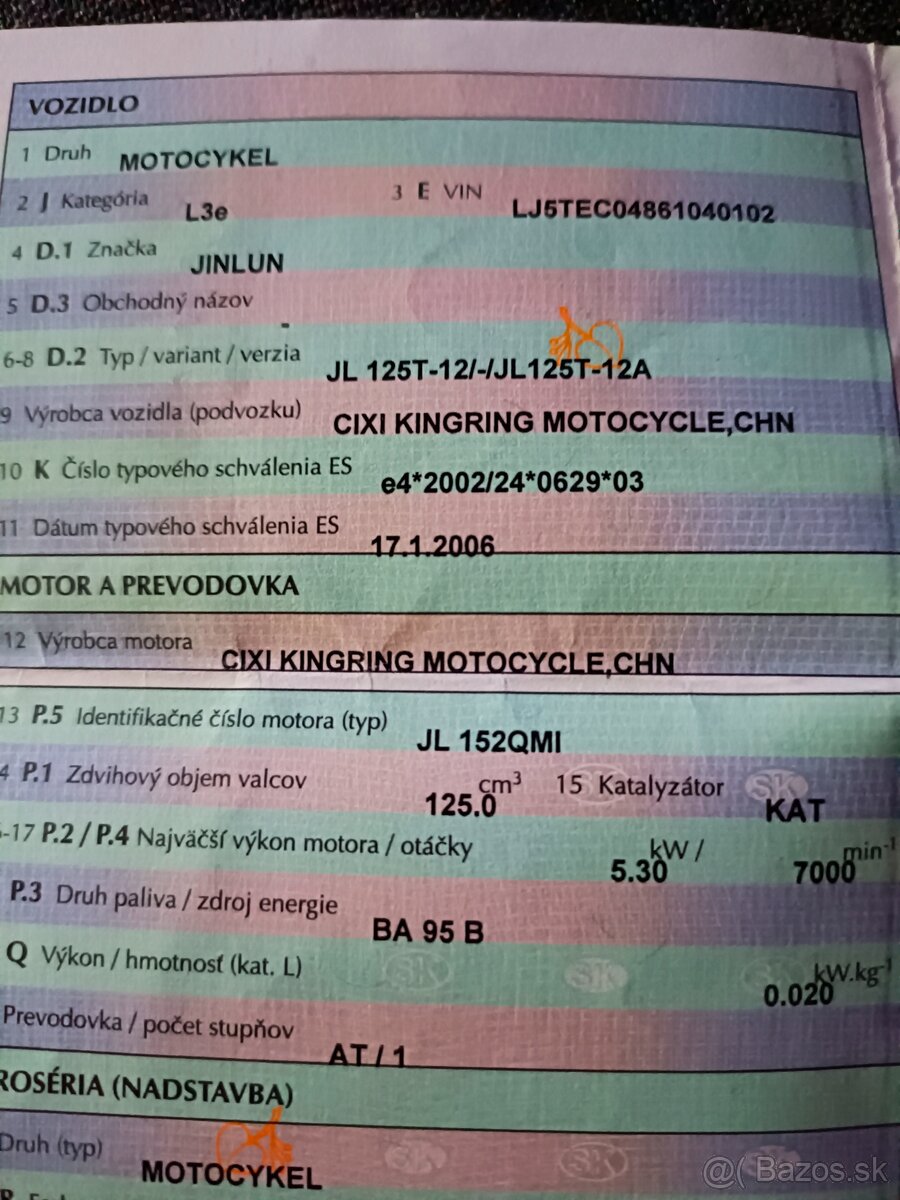 VOZIDLO
1 Druh MOTOCYKEL
2 J Kategória L3e 3 E VIN LJ5TEC04861040102
4 D.1 Značka JINLUN
5 D.3 Obchodný názov -
6-8 D.2 Typ / variant / verzia JL 125T-12/-/JL125T-12A
9 Výrobca vozidla (podvozku) CIXI KINGRING MOTOCYCLE,CHN
10 K Číslo typového schválenia ES e4*2002/24*0629*03
11 Dátum typového schválenia ES 17.1.2006
MOTOR A PREVODOVKA
12 Výrobca motora CIXI KINGRING MOTOCYCLE,CHN
13 P.5 Identifikačné číslo motora (typ) JL 152QMI
4 P.1 Zdvihový objem valcov 125.0 cm³ 15 Katalyzátor KAT
-17 P.2 / P.4 Najväčší výkon motora / otáčky 5.30 kW / 7000 min⁻¹
P.3 Druh paliva / zdroj energie BA 95 B
Q Výkon / hmotnosť (kat. L) 0.020 kW.kg⁻¹
Prevodovka / počet stupňov AT / 1
ROSÉRIA (NADSTAVBA)
Druh (typ) MOTOCYKEL
@( Bazos.sk